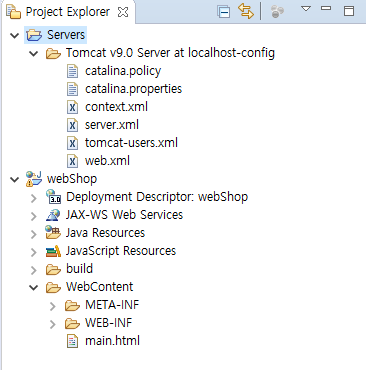 Project Explorer
Servers
Tomcat v9.0 Server at localhost-config
catalina.policy
catalina.properties
context.xml
server.xml
tomcat-users.xml
web.xml
webShop
3.0 Deployment Descriptor: webShop
JAX-WS Web Services
Java Resources
JavaScript Resources
build
WebContent
META-INF
WEB-INF
main.html